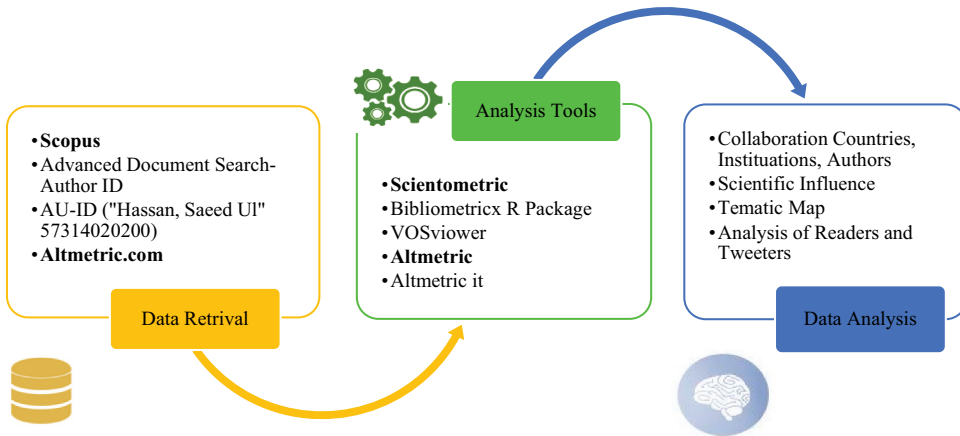 •Scopus
•Advanced Document Search-
Author ID
•AU-ID ("Hassan, Saeed Ul"
57314020200)
•Altmetric.com
Data Retrival
Analysis Tools
•Scientometric
•Bibliometricx R Package
•VOSviower
•Altmetric
•Altmetric it
•Collaboration Countries,
Instituations, Authors
•Scientific Influence
•Tematic Map
•Analysis of Readers and
Tweeters
Data Analysis